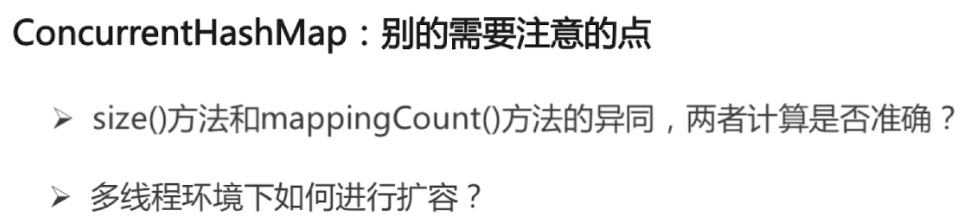 ConcurrentHashMap：别的需要注意的点
➢ size()方法和mappingCount()方法的异同，两者计算是否准确？
➢ 多线程环境下如何进行扩容？